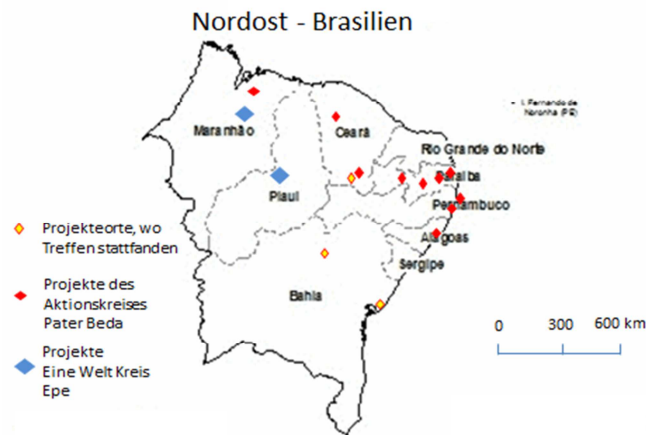 Nordost - Brasilien
I. Fernando de
Noronha (PE)
Maranhão
Ceará
Rio Grande do Norte
Paraíba
Piauí
Pernambuco
Alagoas
Sergipe
Bahia
Projekteorte, wo
Treffen stattfanden
Projekte des
Aktionskreises
Pater Beda
Projekte
Eine Welt Kreis
Epe
0 300 600 km